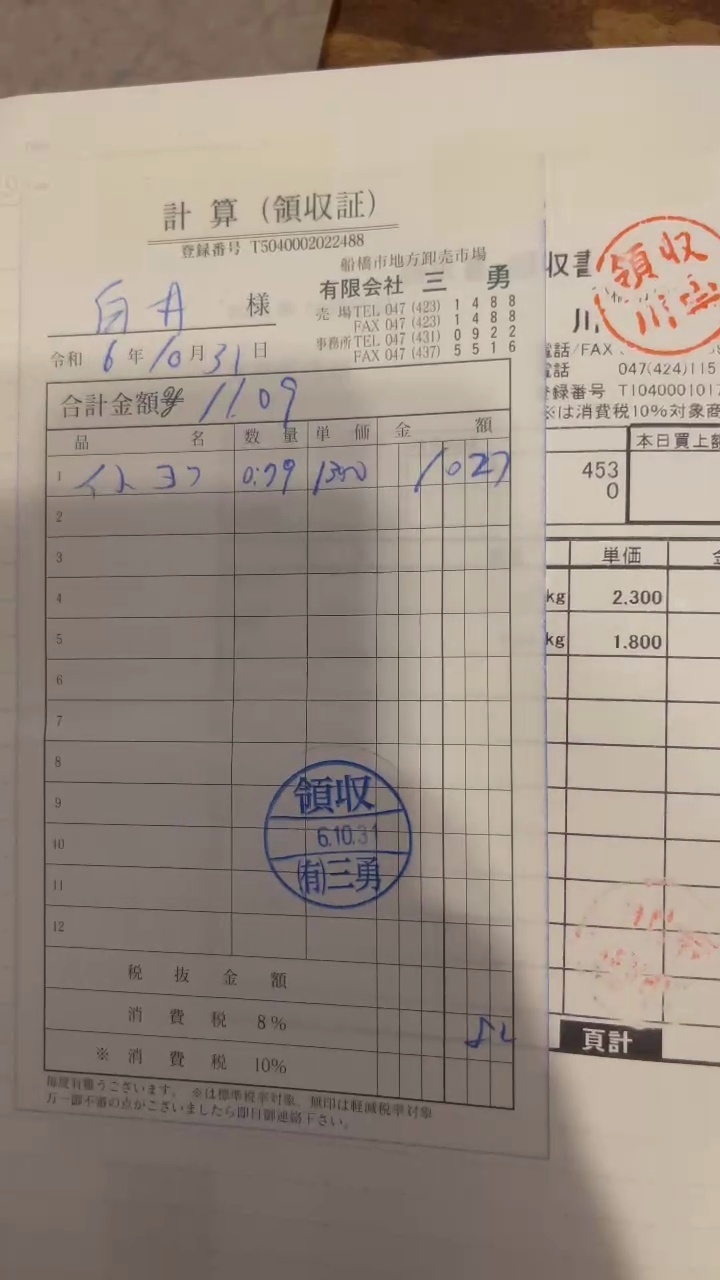 計 算 (領収証)
登録番号 T5040002022488
船橋市地方卸売市場
有限会社 三 勇
白井 様
売 場 TEL 047 (423) 1488
FAX 047 (423) 1488
事務所 TEL 047 (431) 0922
FAX 047 (437) 5516
令和 6 年 10 月 31 日
合計金額 ¥ 1109
品 名 数 量 単 価 金 額
1 イトヨリ 0.79 1300 1027
2
3
4
5
6
7
8
9
10
11
12
領収
6.10.31
(有)三勇
税 抜 金 額
消 費 税 8% 82
※ 消 費 税 10%
毎度有難うございます。 ※は標準税率対象、無印は軽減税率対象
万一御不審の点がございましたら即日御連絡下さい。
収書
領収
電話/FAX
電話 047(424)115
登録番号 T1040001017
※は消費税10%対象商
本日買上額
453
0
単価 金
kg 2.300
kg 1.800
頁計